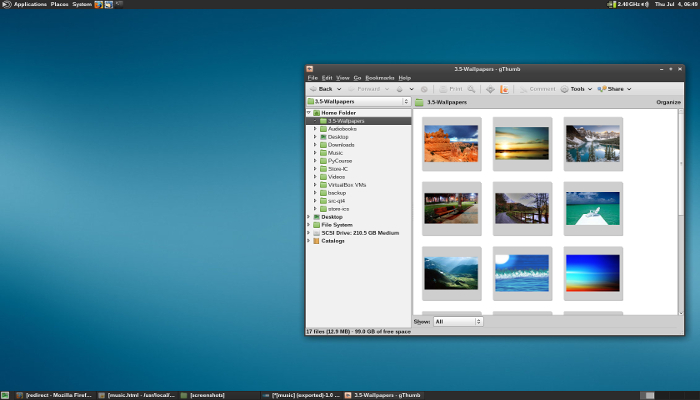 Applications Places System
2.40 GHz
Thu Jul 4, 06:49
3.5-Wallpapers - gThumb
File Edit View Go Bookmarks Help
Back Forward Print Comment Tools Share
3.5-Wallpapers
3.5-Wallpapers
Organize
Home Folder
3.5-Wallpapers
Audiobooks
Desktop
Downloads
Music
PyCourse
Store-IC
Videos
VirtualBox VMs
backup
src-qt4
stom-ics
Desktop
File System
SCSI Drive: 210.5 GB Medium
Catalogs
Show: All
17 files (12.9 MB) - 99.0 GB of free space
[redirect - Mozilla Firef...
[music.html - /usr/local/...
[screenshots]
[*[music] (exported)-1.0 ...
3.5-Wallpapers - gThumb